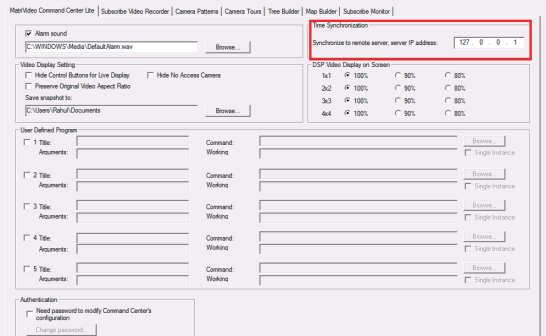 MatriVideo Command Center Lite | Subscribe Video Recorder | Camera Patterns | Camera Tours | Tree Builder | Map Builder | Subscribe Monitor
Alarm sound
C:\WINDOWS\Media\DefaultAlarm.wav
Browse...
Time Synchronization
Synchronize to remote server, server IP address: 127 . 0 . 0 . 1
Video Display Setting
Hide Control Buttons for Live Display
Hide No Access Camera
Preserve Original Video Aspect Ratio
Save snapshot to:
C:\Users\Rahul\Documents
Browse...
DSP Video Display on Screen
1x1 100% 90% 80%
2x2 100% 90% 80%
3x3 100% 90% 80%
4x4 100% 90% 80%
User Defined Program
1 Title: Command: Browse...
Arguments: Working Single Instance
2 Title: Command: Browse...
Arguments: Working Single Instance
3 Title: Command: Browse...
Arguments: Working Single Instance
4 Title: Command: Browse...
Arguments: Working Single Instance
5 Title: Command: Browse...
Arguments: Working Single Instance
Authentication
Need password to modify Command Center's
configuration
Change password...